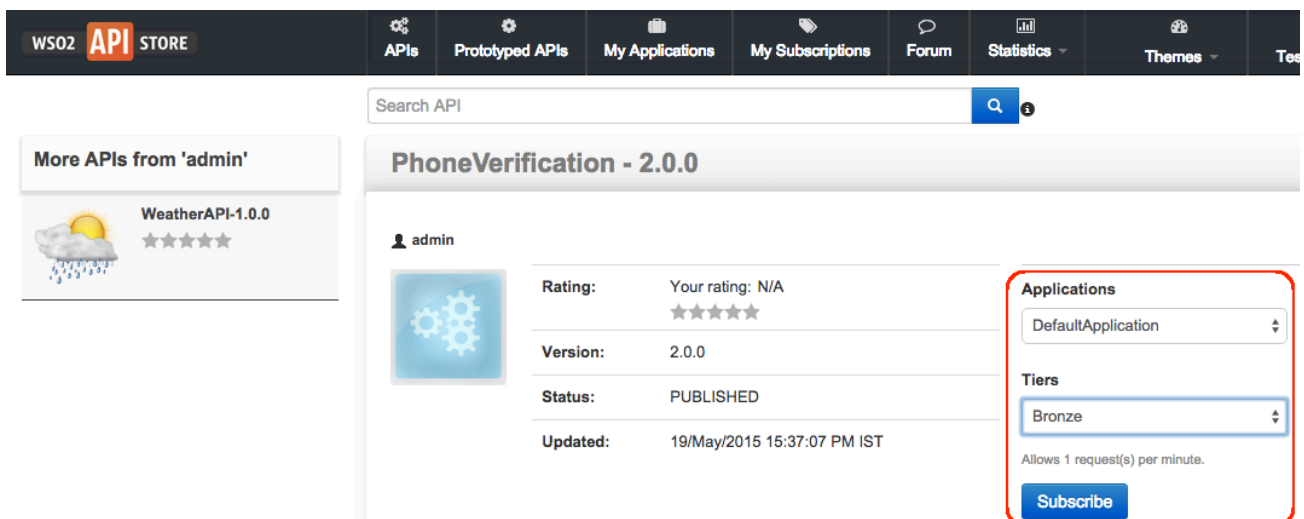 WSO2 API STORE
APIs
Prototyped APIs
My Applications
My Subscriptions
Forum
Statistics
Themes
Search API
More APIs from 'admin'
WeatherAPI-1.0.0
PhoneVerification - 2.0.0
admin
Rating: Your rating: N/A
Version: 2.0.0
Status: PUBLISHED
Updated: 19/May/2015 15:37:07 PM IST
Applications
DefaultApplication
Tiers
Bronze
Allows 1 request(s) per minute.
Subscribe